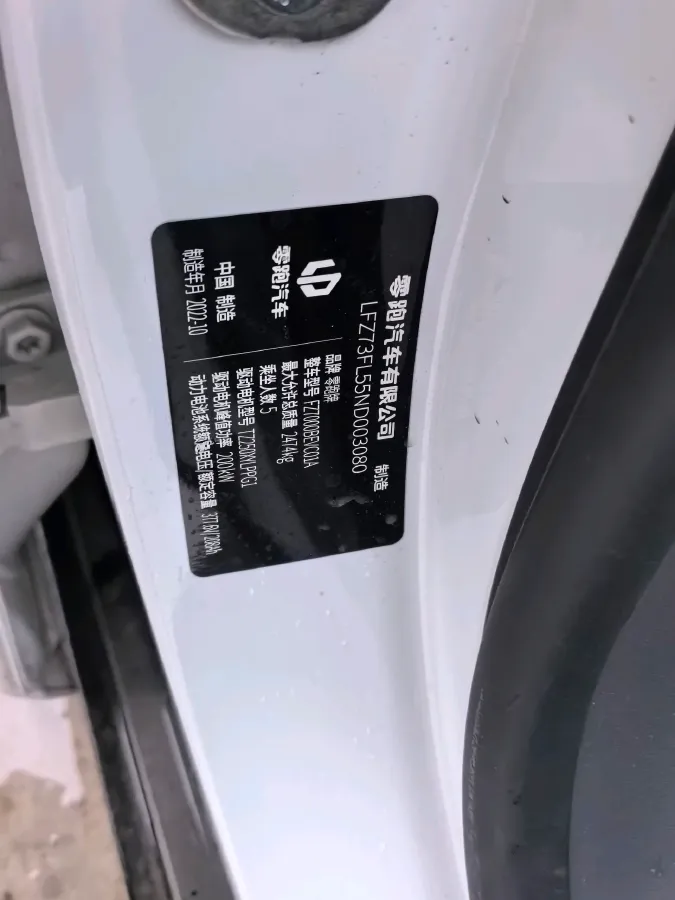 零跑汽车有限公司 制造
LFZ73FL55ND003080
零跑汽车
中国 制造
制造年月 2022-10
品牌 零跑牌
整车型号 FZ7000BEVC01A
最大允许总质量 2474kg
乘坐人数 5
驱动电机型号 TZ250XYLPPG1
驱动电机峰值功率 200kW
动力电池系统额定电压/额定容量